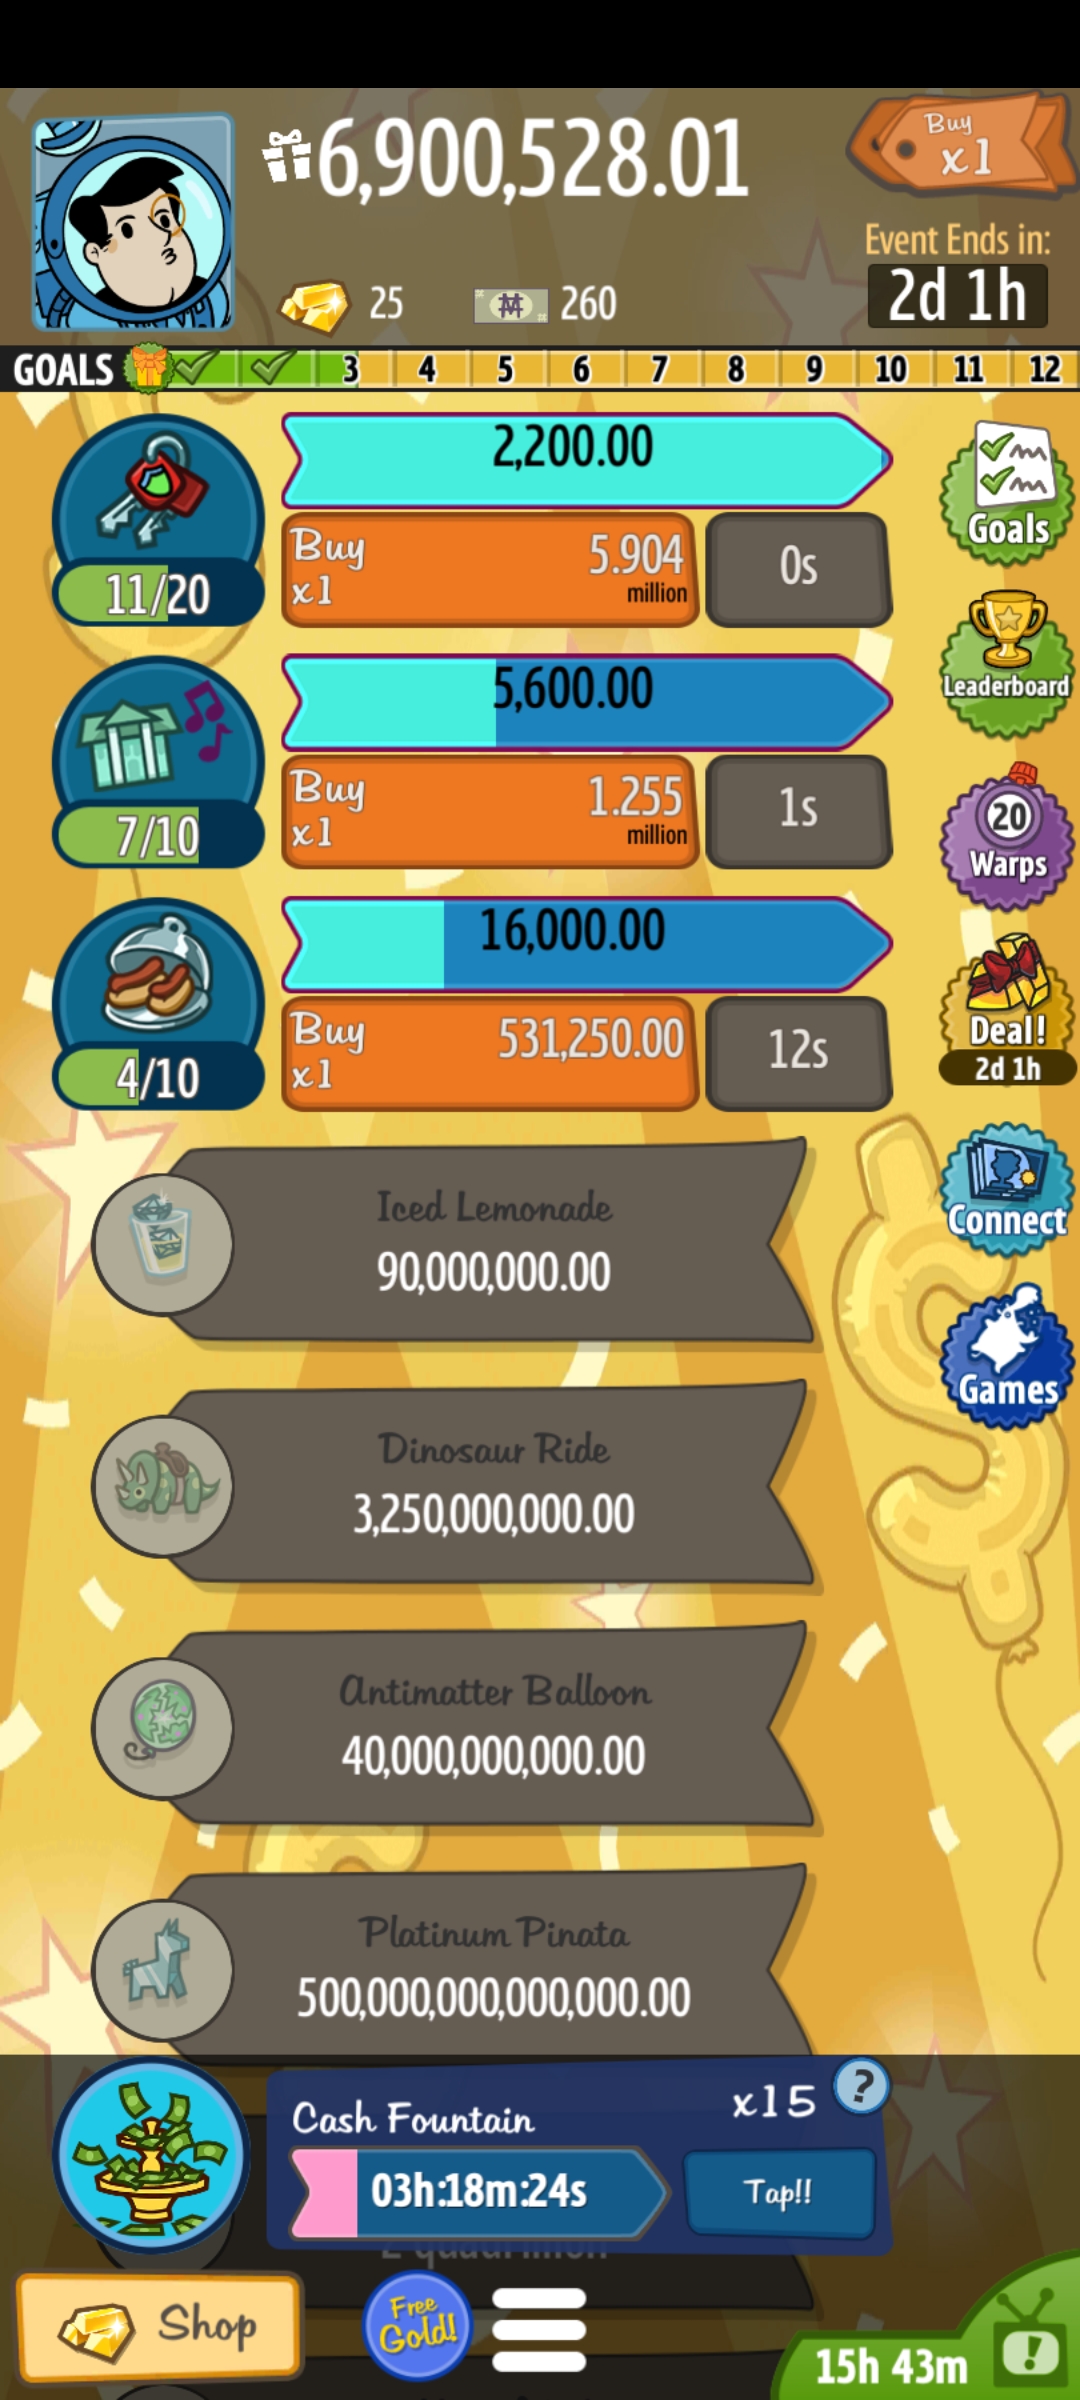 6,900,528.01
Buy
x1
Event Ends in:
2d 1h
25
260
GOALS 3 4 5 6 7 8 9 10 11 12
2,200.00
Buy
x1
5.904
million
0s
11/20
Goals
5,600.00
Leaderboard
Buy
x1
1.255
million
1s
7/10
20
Warps
16,000.00
Buy
x1
531,250.00
12s
4/10
Deal!
2d 1h
Iced Lemonade
90,000,000.00
Connect
Dinosaur Ride
3,250,000,000.00
Games
Antimatter Balloon
40,000,000,000.00
Platinum Pinata
500,000,000,000,000.00
Cash Fountain
x15
?
03h:18m:24s
Tap!!
Shop
Free
Gold!
15h 43m